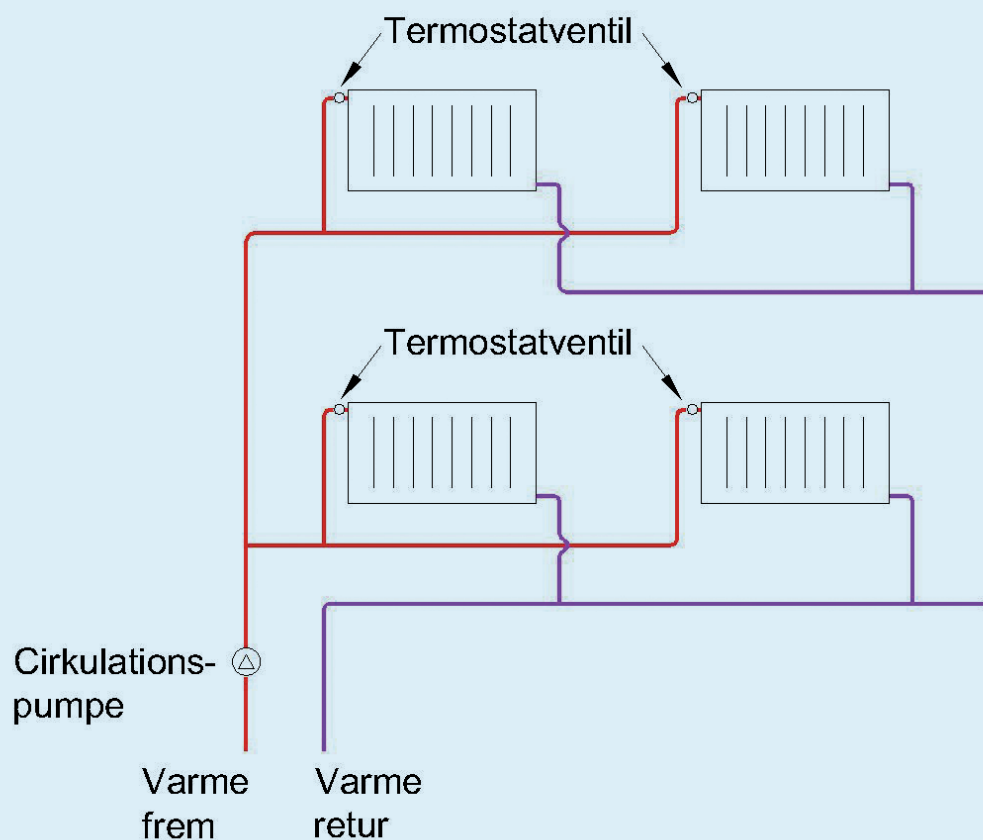 Termostatventil
Termostatventil
Cirkulations-
pumpe
Varme
frem
Varme
retur